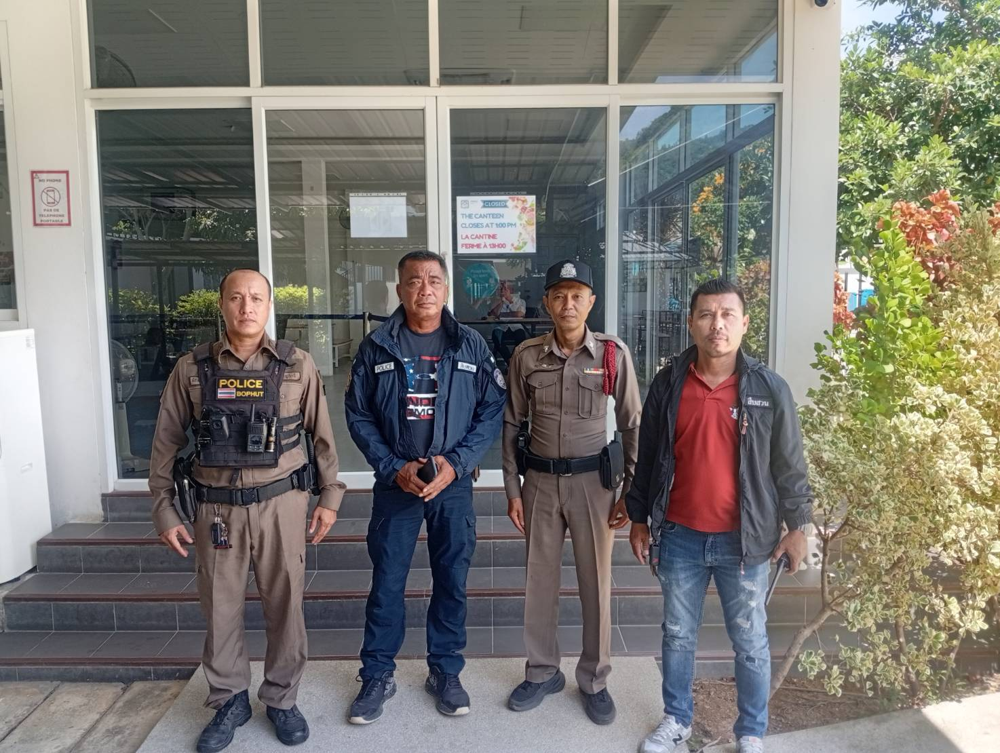 NO PHONE
PAS DE
TELEPHONE
PORTABLE
CLOSED
THE CANTEEN
CLOSES AT 1:00 PM
LA CANTINE
FERME À 13H00
POLICE
BOPHUT
POLICE
สืบสวน